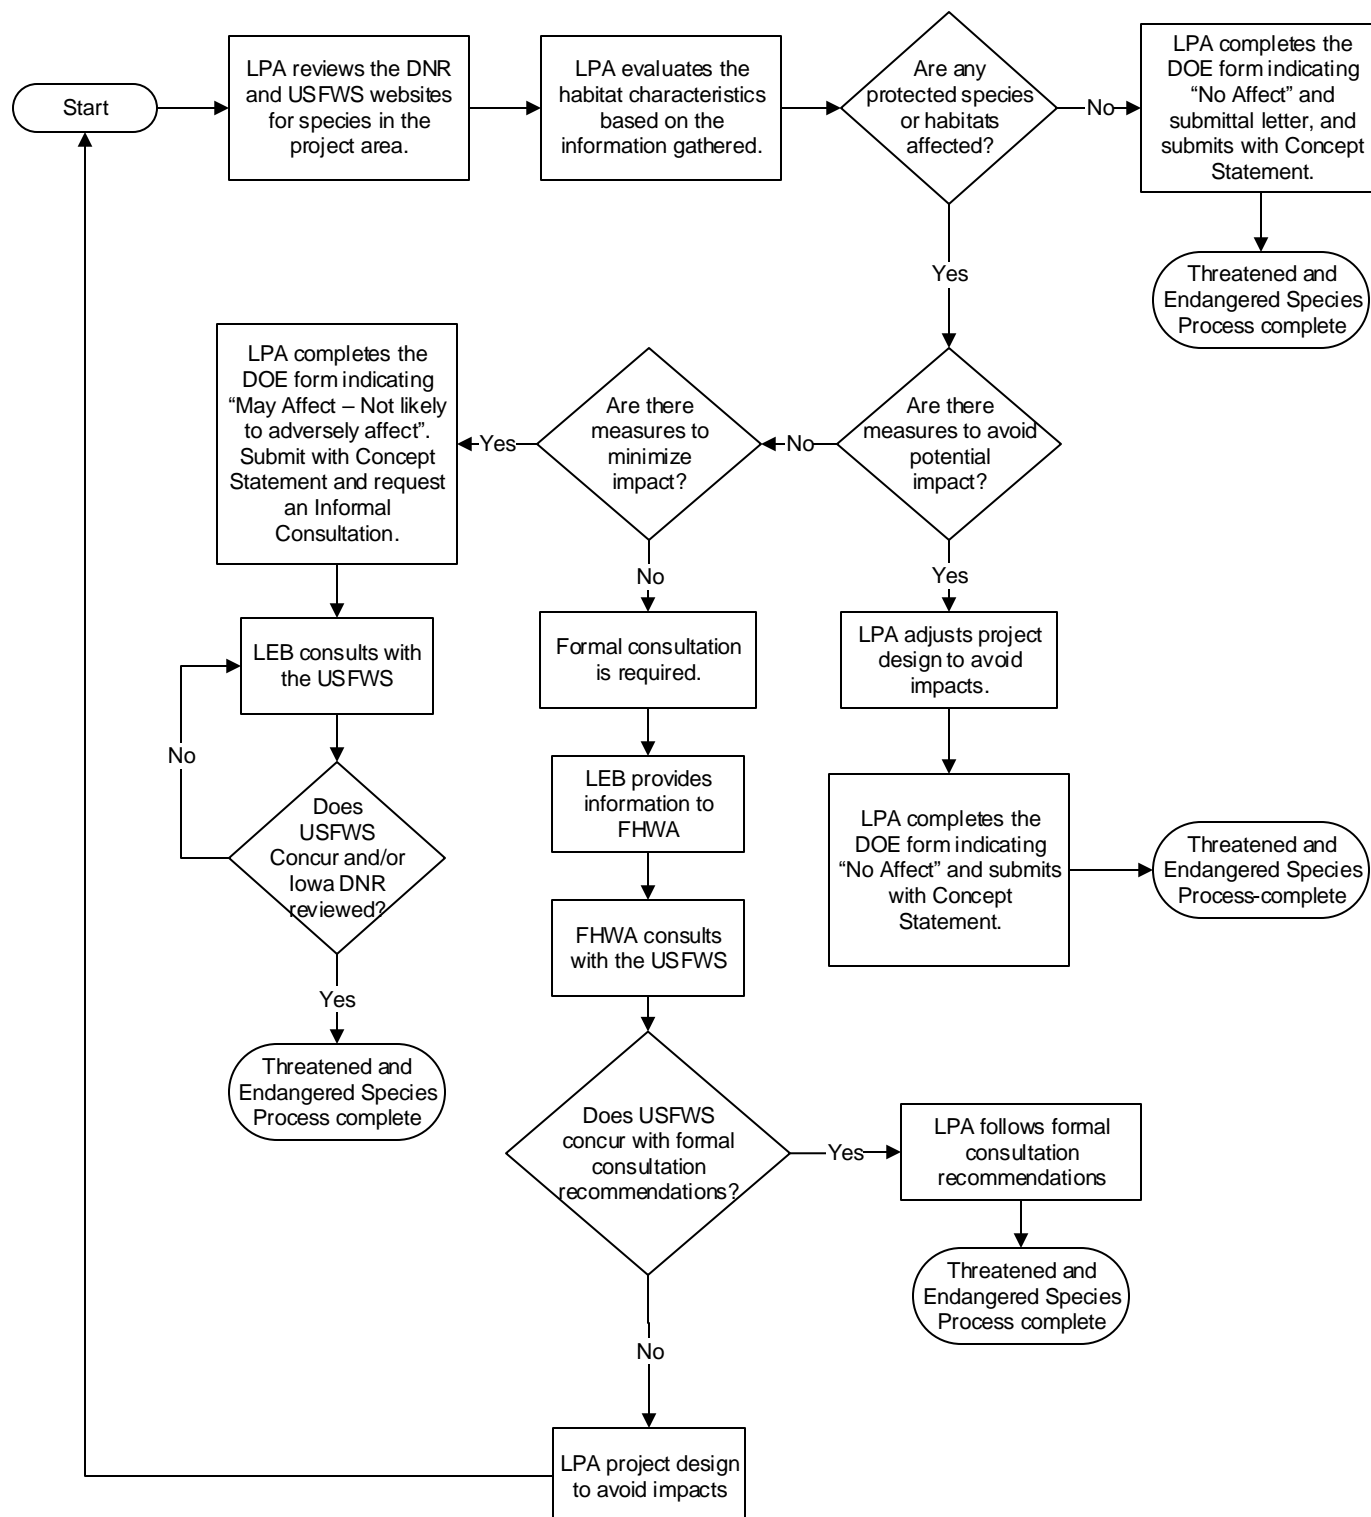 Start
LPA reviews the DNR
and USFWS websites
for species in the
project area.
LPA evaluates the
habitat characteristics
based on the
information gathered.
Are any
protected species
or habitats
affected?
No
LPA completes the
DOE form indicating
“No Affect” and
submittal letter, and
submits with Concept
Statement.
Threatened and
Endangered Species
Process complete
Yes
Are there
measures to avoid
potential
impact?
No
Are there
measures to
minimize
impact?
Yes
LPA completes the
DOE form indicating
“May Affect – Not likely
to adversely affect”.
Submit with Concept
Statement and request
an Informal
Consultation.
LEB consults with
the USFWS
No
Does
USFWS
Concur and/or
Iowa DNR
reviewed?
Yes
Threatened and
Endangered Species
Process complete
No
Formal consultation
is required.
LEB provides
information to
FHWA
FHWA consults
with the USFWS
Does USFWS
concur with formal
consultation
recommendations?
Yes
LPA follows formal
consultation
recommendations
Threatened and
Endangered Species
Process complete
No
LPA project design
to avoid impacts
Yes
LPA adjusts project
design to avoid
impacts.
LPA completes the
DOE form indicating
“No Affect” and submits
with Concept
Statement.
Threatened and
Endangered Species
Process-complete